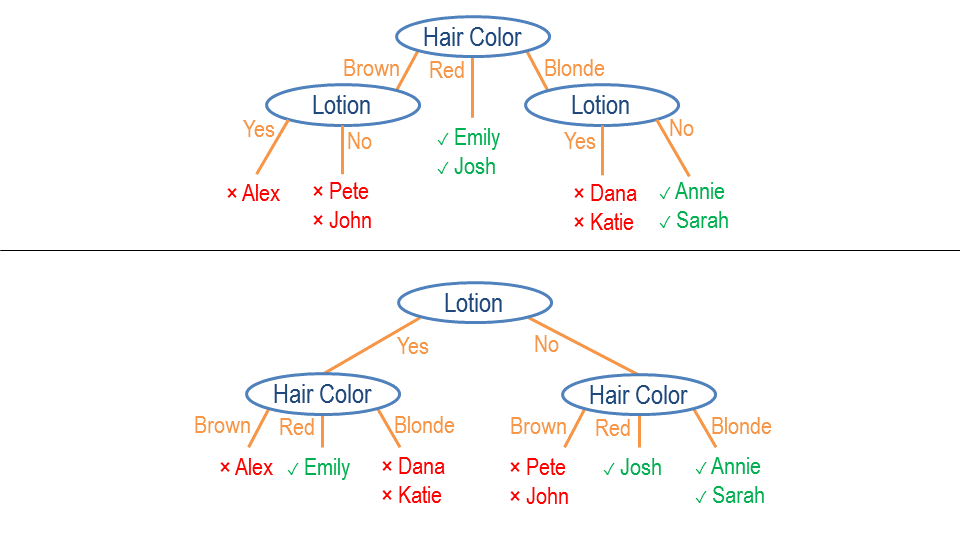 Hair Color
Brown Red Blonde
Lotion Lotion
Yes No Yes No
✓ Emily
✓ Josh
× Alex × Pete × Dana ✓ Annie
× John × Katie ✓ Sarah
Lotion
Yes No
Hair Color Hair Color
Brown Red Blonde Brown Red Blonde
× Alex ✓ Emily × Dana × Pete ✓ Josh ✓ Annie
× Katie × John ✓ Sarah